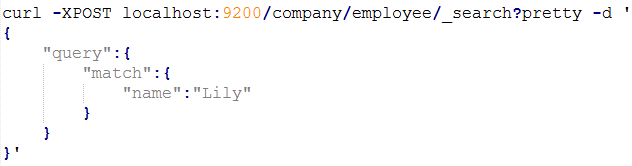 curl -XPOST localhost:9200/company/employee/_search?pretty -d '
{
    "query":{
        "match":{
            "name":"Lily"
        }
    }
}'